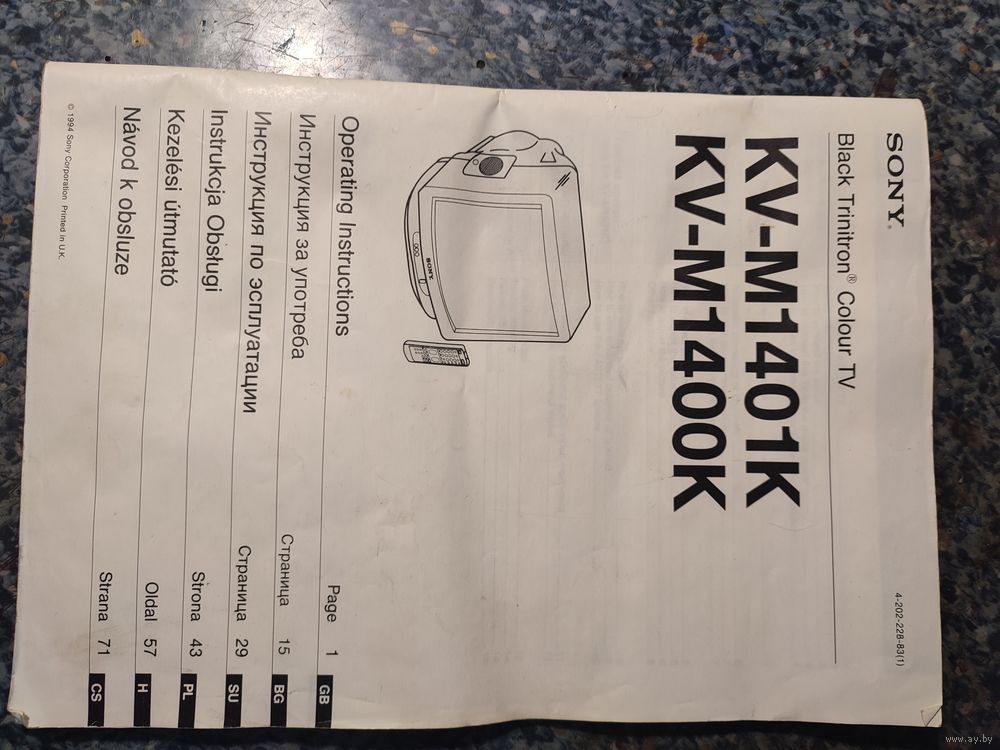 SONY®
4-202-228-83(1)
Black Trinitron® Colour TV
KV-M1401K
KV-M1400K
SONY
Operating Instructions Page 1 GB
Инструкция за употреба Страница 15 BG
Инструкция по эсплуатации Страница 29 SU
Instrukcja Obsługi Strona 43 PL
Kezelési útmutató Oldal 57 H
Návod k obsluze Strana 71 CS
© 1994 Sony Corporation Printed in U.K.
www.ay.by